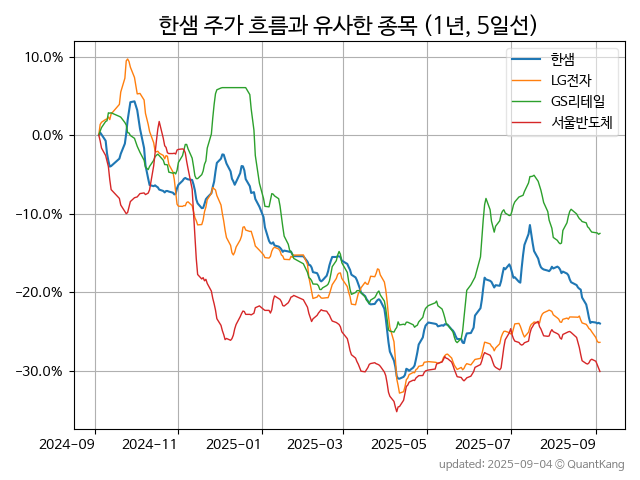 한샘 주가 흐름과 유사한 종목 (1년, 5일선)
한샘
LG전자
GS리테일
서울반도체
10.0%
0.0%
−10.0%
−20.0%
−30.0%
2024-09 2024-11 2025-01 2025-03 2025-05 2025-07 2025-09
updated: 2025-09-04 © QuantKang